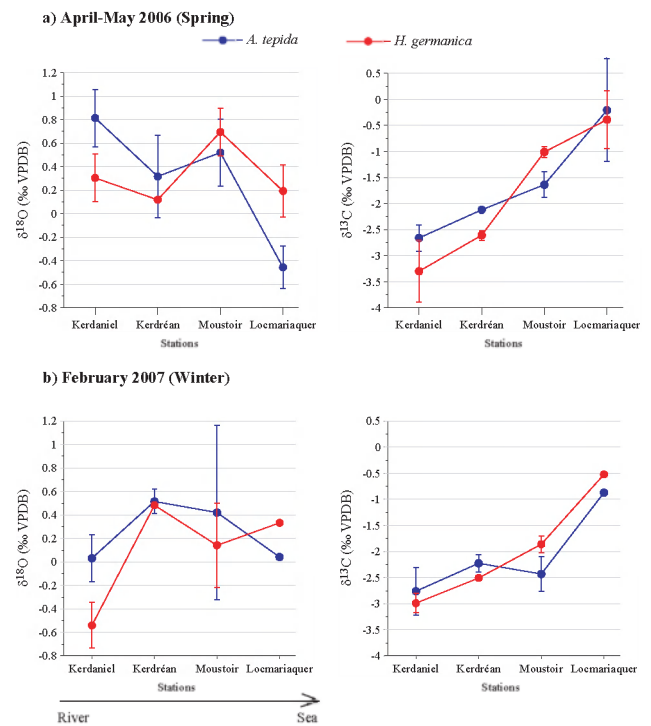 a) April-May 2006 (Spring)
A. tepida
H. germanica
δ¹⁸O (‰ VPDB)
1.2
1
0.8
0.6
0.4
0.2
0
-0.2
-0.4
-0.6
-0.8
Kerdaniel Kerdréan Moustoir Locmariaquer
Stations
δ¹³C (‰ VPDB)
0.5
0
-0.5
-1
-1.5
-2
-2.5
-3
-3.5
-4
Kerdaniel Kerdréan Moustoir Locmariaquer
Stations
b) February 2007 (Winter)
δ¹⁸O (‰ VPDB)
1.2
1
0.8
0.6
0.4
0.2
0
-0.2
-0.4
-0.6
-0.8
Kerdaniel Kerdréan Moustoir Locmariaquer
Stations
δ¹³C (‰ VPDB)
0.5
0
-0.5
-1
-1.5
-2
-2.5
-3
-3.5
-4
Kerdaniel Kerdréan Moustoir Locmariaquer
Stations
River Sea